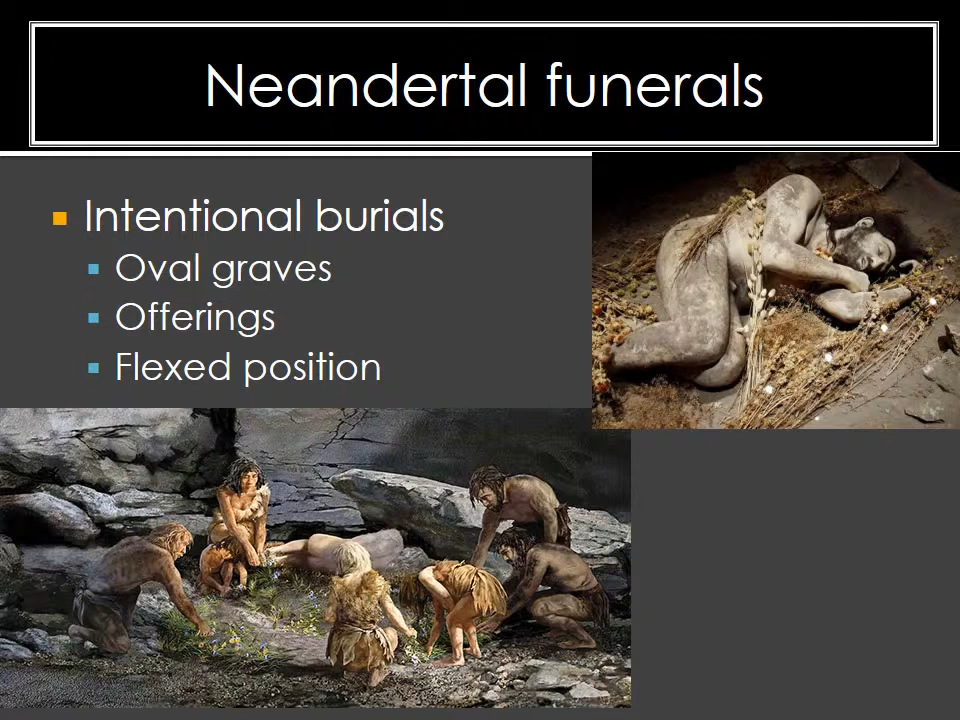 Neandertal funerals
Intentional burials
Oval graves
Offerings
Flexed position